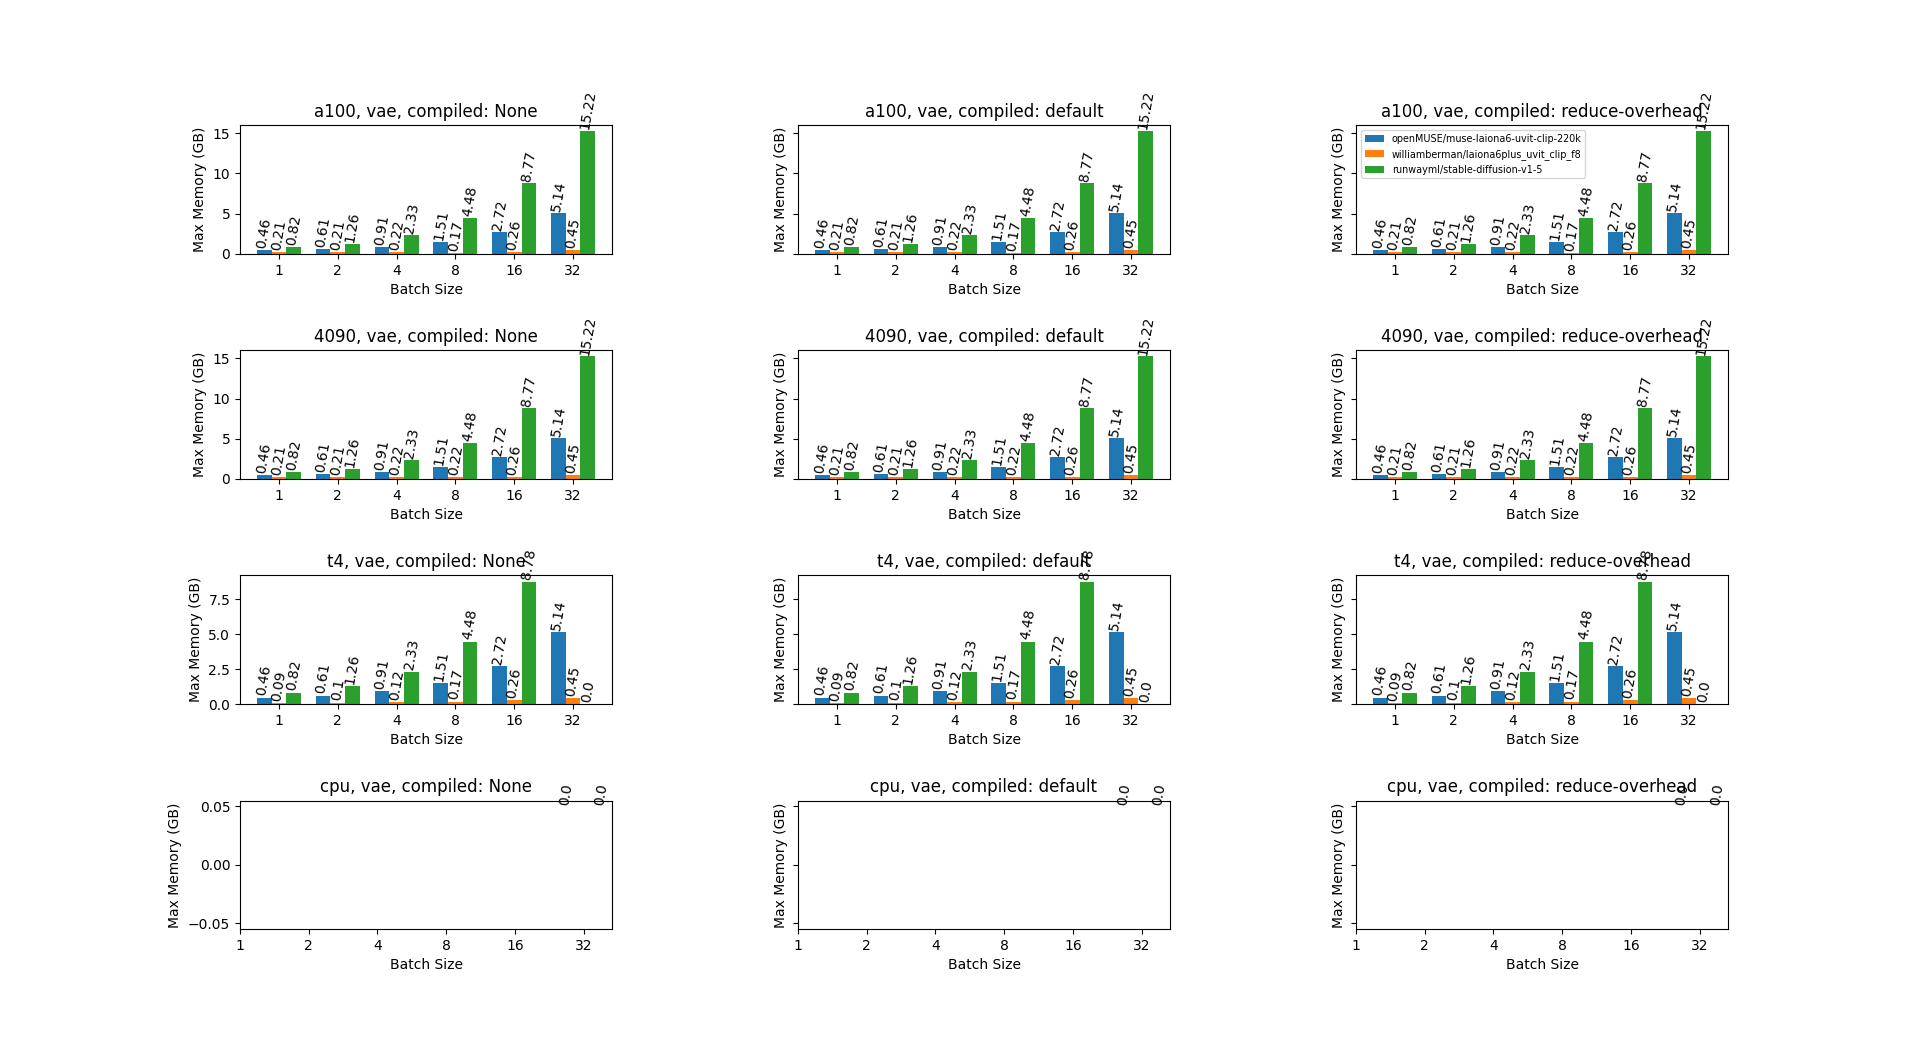 a100, vae, compiled: None
Max Memory (GB)
15
10
5
0
0.46 0.21 0.82 0.61 0.21 1.26 0.91 0.22 2.33 1.51 0.17 4.48 2.72 0.26 8.77 5.14 0.45 15.22
1 2 4 8 16 32
Batch Size
a100, vae, compiled: default
Max Memory (GB)
0.46 0.21 0.82 0.61 0.21 1.26 0.91 0.22 2.33 1.51 0.17 4.48 2.72 0.26 8.77 5.14 0.45 15.22
1 2 4 8 16 32
Batch Size
a100, vae, compiled: reduce-overhead
Max Memory (GB)
openMUSE/muse-laiona6-uvit-clip-220k
williamberman/laiona6plus_uvit_clip_f8
runwayml/stable-diffusion-v1-5
0.46 0.21 0.82 0.61 0.21 1.26 0.91 0.22 2.33 1.51 0.17 4.48 2.72 0.26 8.77 5.14 0.45 15.22
1 2 4 8 16 32
Batch Size
4090, vae, compiled: None
Max Memory (GB)
15
10
5
0
0.46 0.21 0.82 0.61 0.21 1.26 0.91 0.22 2.33 1.51 0.22 4.48 2.72 0.26 8.77 5.14 0.45 15.22
1 2 4 8 16 32
Batch Size
4090, vae, compiled: default
Max Memory (GB)
0.46 0.21 0.82 0.61 0.21 1.26 0.91 0.22 2.33 1.51 0.22 4.48 2.72 0.26 8.77 5.14 0.45 15.22
1 2 4 8 16 32
Batch Size
4090, vae, compiled: reduce-overhead
Max Memory (GB)
0.46 0.21 0.82 0.61 0.21 1.26 0.91 0.22 2.33 1.51 0.22 4.48 2.72 0.26 8.77 5.14 0.45 15.22
1 2 4 8 16 32
Batch Size
t4, vae, compiled: None
Max Memory (GB)
7.5
5.0
2.5
0.0
0.46 0.09 0.82 0.61 0.1 1.26 0.91 0.12 2.33 1.51 0.17 4.48 2.72 0.26 8.78 5.14 0.45 0.0
1 2 4 8 16 32
Batch Size
t4, vae, compiled: default
Max Memory (GB)
0.46 0.09 0.82 0.61 0.1 1.26 0.91 0.12 2.33 1.51 0.17 4.48 2.72 0.26 8.78 5.14 0.45 0.0
1 2 4 8 16 32
Batch Size
t4, vae, compiled: reduce-overhead
Max Memory (GB)
0.46 0.09 0.82 0.61 0.1 1.26 0.91 0.12 2.33 1.51 0.17 4.48 2.72 0.26 8.78 5.14 0.45 0.0
1 2 4 8 16 32
Batch Size
cpu, vae, compiled: None
Max Memory (GB)
0.05
0.00
−0.05
0.0 0.0
1 2 4 8 16 32
Batch Size
cpu, vae, compiled: default
Max Memory (GB)
0.0 0.0
1 2 4 8 16 32
Batch Size
cpu, vae, compiled: reduce-overhead
Max Memory (GB)
0.0 0.0
1 2 4 8 16 32
Batch Size